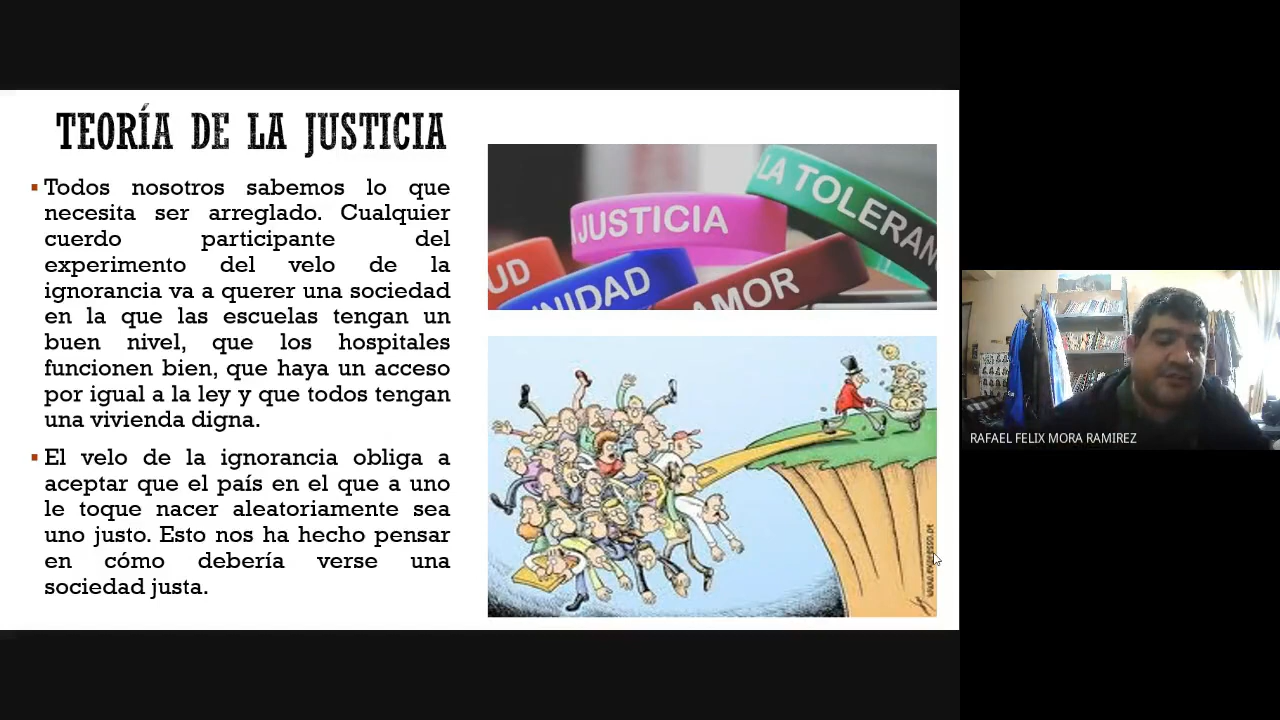 TEORÍA DE LA JUSTICIA
▪ Todos nosotros sabemos lo que
necesita ser arreglado. Cualquier
cuerdo participante del
experimento del velo de la
ignorancia va a querer una sociedad
en la que las escuelas tengan un
buen nivel, que los hospitales
funcionen bien, que haya un acceso
por igual a la ley y que todos tengan
una vivienda digna.
▪ El velo de la ignorancia obliga a
aceptar que el país en el que a uno
le toque nacer aleatoriamente sea
uno justo. Esto nos ha hecho pensar
en cómo debería verse una
sociedad justa.
LA TOLERAN
JUSTICIA
UD
UNIDAD
AMOR
RAFAEL FELIX MORA RAMIREZ